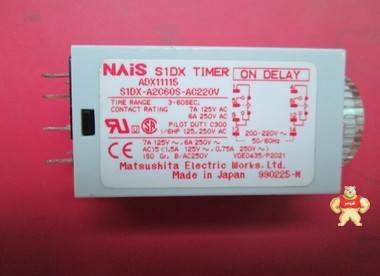 NAiS S1DX TIMER ON DELAY
ADX11115
S1DX-A2C60S-AC220V
TIME RANGE 3-60SEC.
CONTACT RATING 7A 125V AC
6A 250V AC
PILOT DUTY C300
1/6HP 125,250V AC
200-220V~
50/60Hz
7A 125V~, 6A 250V~
AC15 (1.5A 125V~, 0.75A 250V~)
ISO Gr. B/AC250V VDE0435/P2021
Matsushita Electric Works. Ltd.
Made in Japan 990225-M